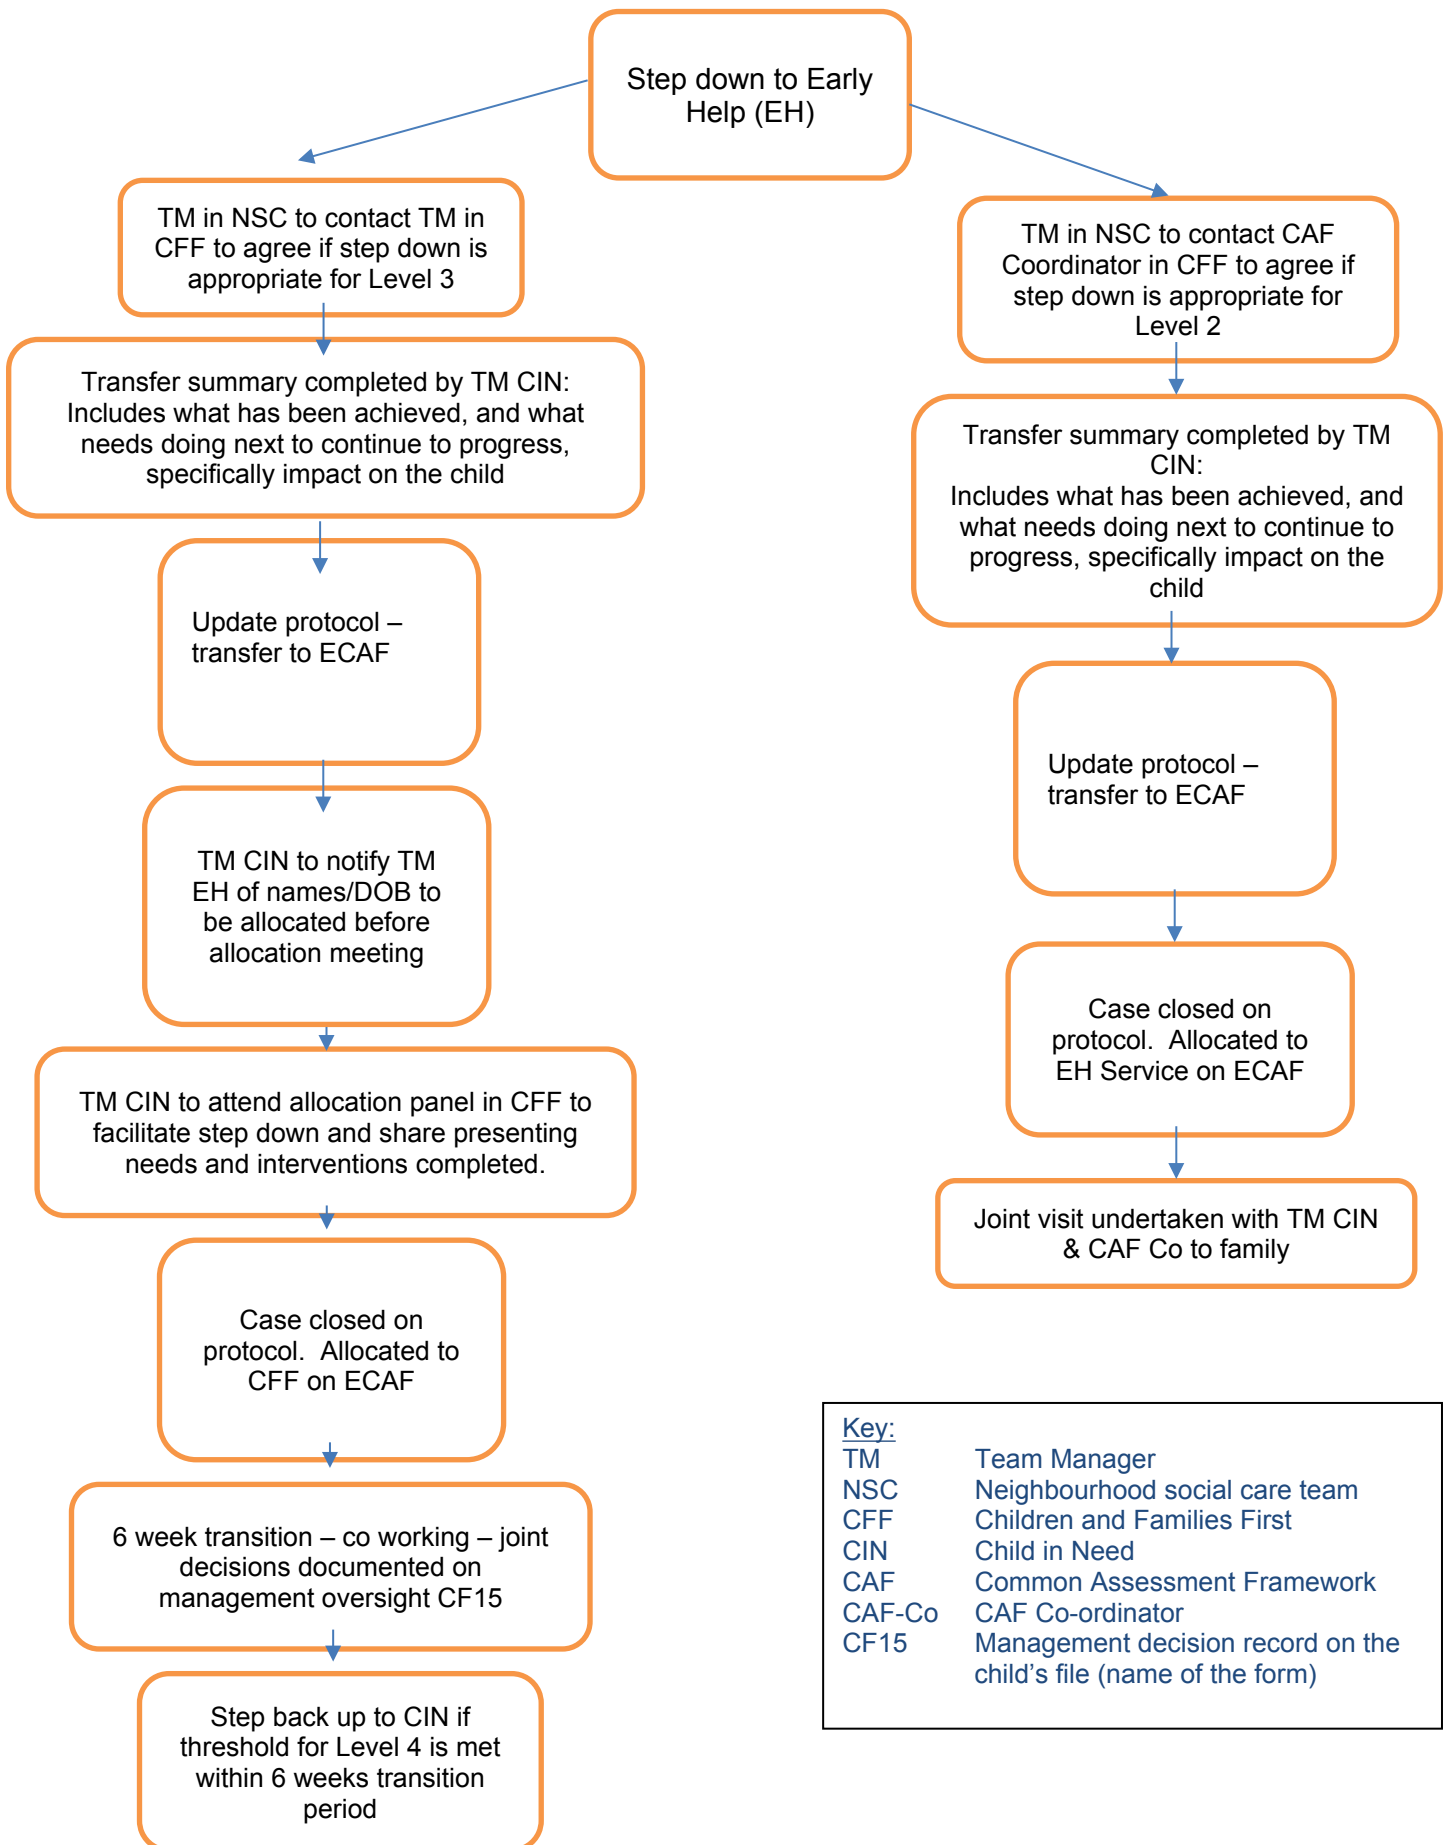 Step down to Early
Help (EH)
TM in NSC to contact TM in
CFF to agree if step down is
appropriate for Level 3
Transfer summary completed by TM CIN:
Includes what has been achieved, and what
needs doing next to continue to progress,
specifically impact on the child
Update protocol –
transfer to ECAF
TM CIN to notify TM
EH of names/DOB to
be allocated before
allocation meeting
TM CIN to attend allocation panel in CFF to
facilitate step down and share presenting
needs and interventions completed.
Case closed on
protocol.  Allocated to
CFF on ECAF
6 week transition – co working – joint
decisions documented on
management oversight CF15
Step back up to CIN if
threshold for Level 4 is met
within 6 weeks transition
period
TM in NSC to contact CAF
Coordinator in CFF to agree if
step down is appropriate for
Level 2
Transfer summary completed by TM
CIN:
Includes what has been achieved, and
what needs doing next to continue to
progress, specifically impact on the
child
Update protocol –
transfer to ECAF
Case closed on
protocol.  Allocated to
EH Service on ECAF
Joint visit undertaken with TM CIN
& CAF Co to family
Key:
TM Team Manager
NSC Neighbourhood social care team
CFF Children and Families First
CIN Child in Need
CAF Common Assessment Framework
CAF-Co CAF Co-ordinator
CF15 Management decision record on the
child's file (name of the form)